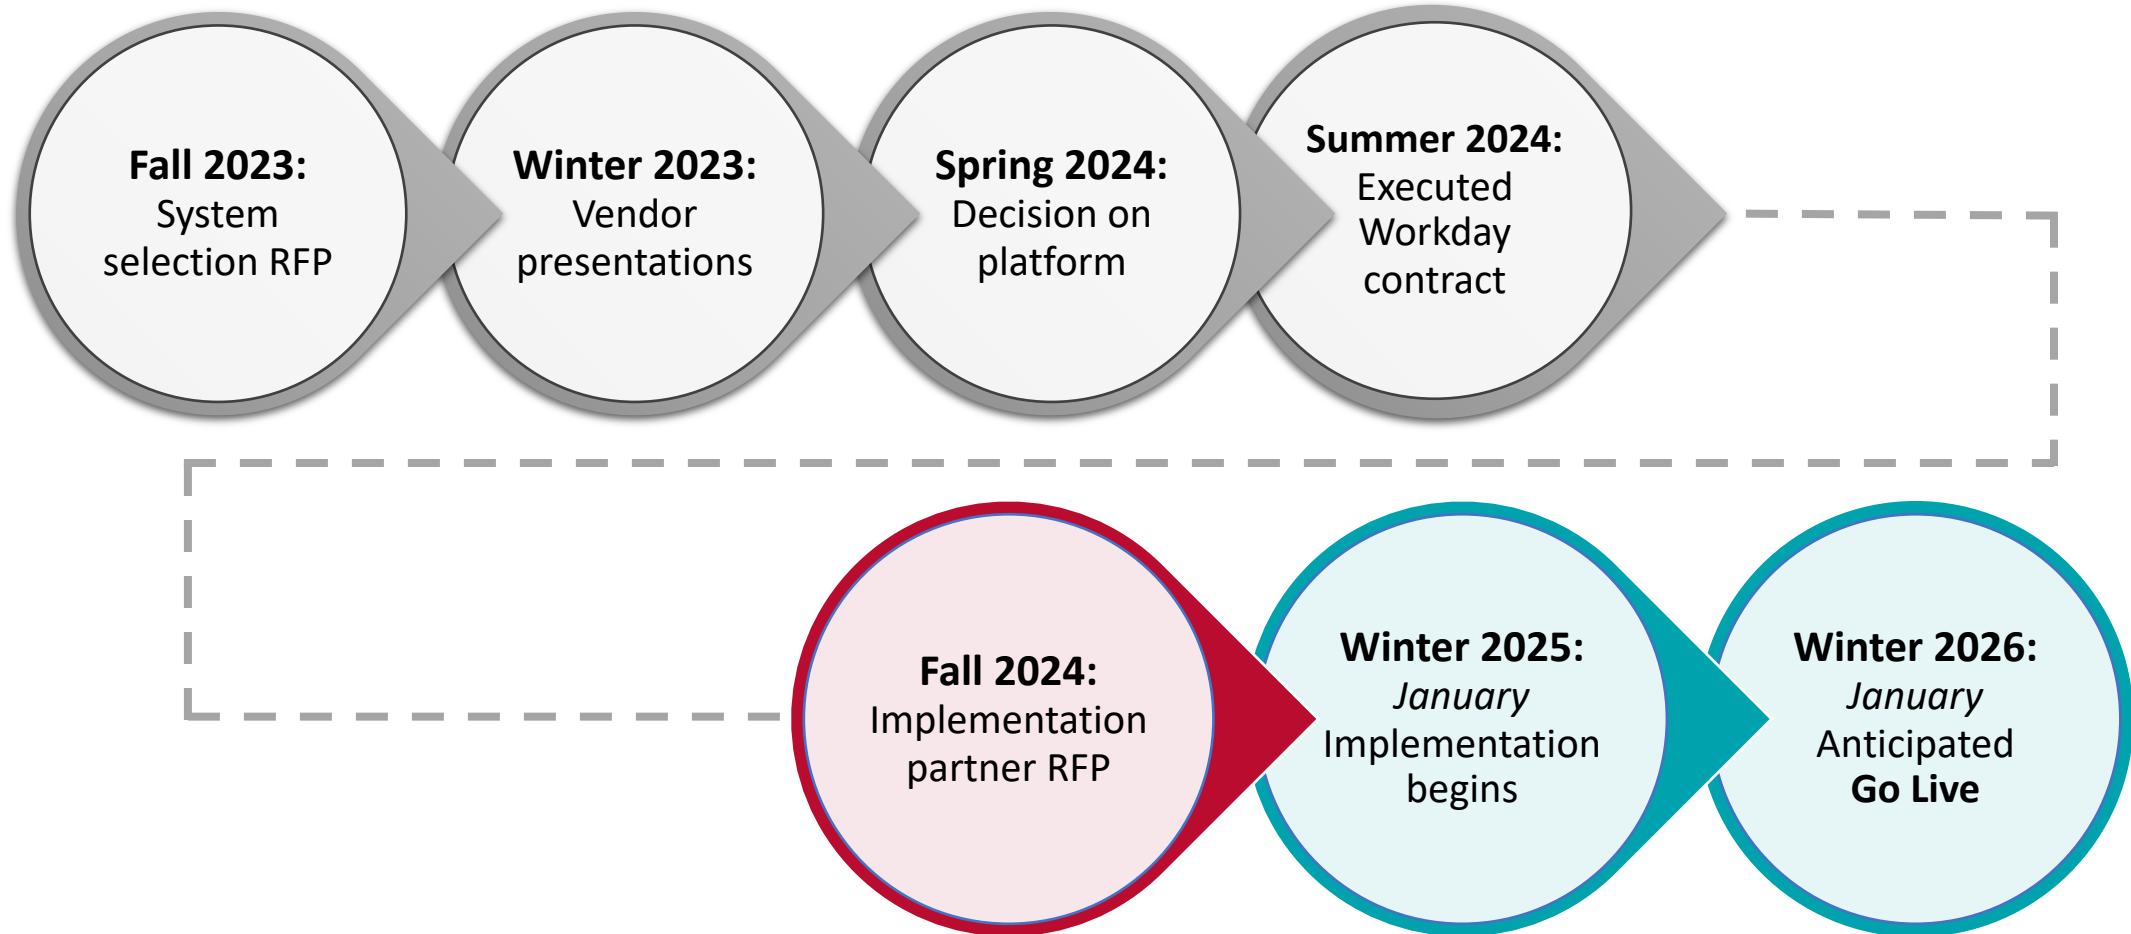 Fall 2023:
System
selection RFP
Winter 2023:
Vendor
presentations
Spring 2024:
Decision on
platform
Summer 2024:
Executed
Workday
contract
Fall 2024:
Implementation
partner RFP
Winter 2025:
January
Implementation
begins
Winter 2026:
January
Anticipated
Go Live